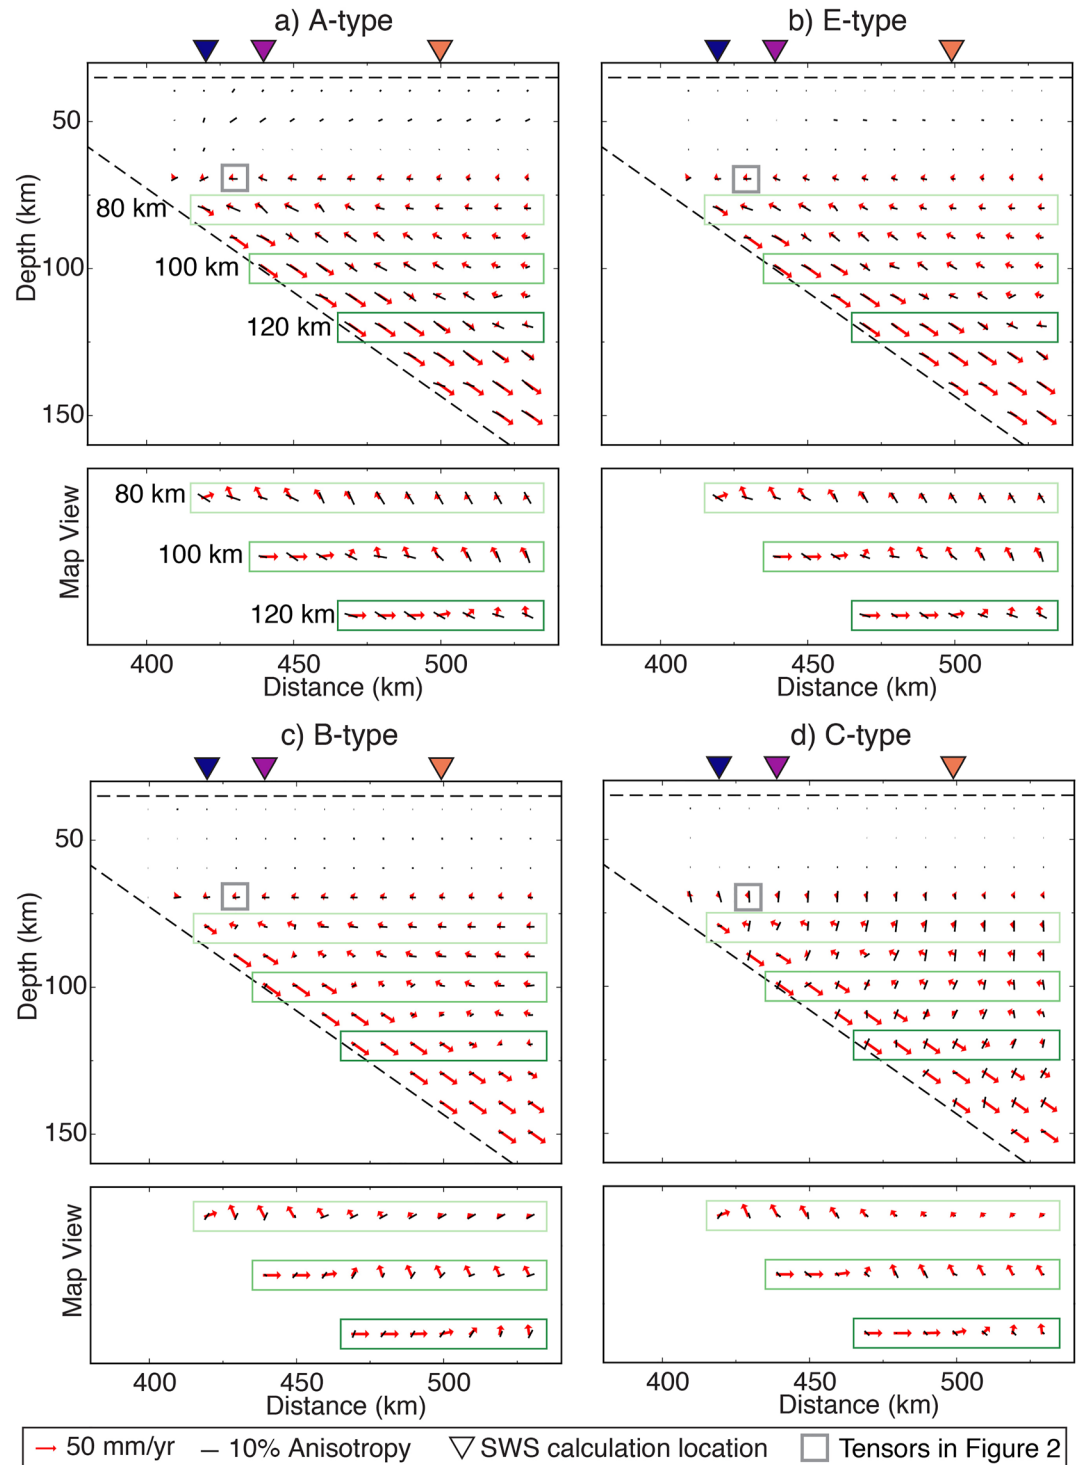 a) A-type
b) E-type
50
80 km
100 km
100
120 km
150
Depth (km)
80 km
100 km
120 km
Map View
400 450 500
400 450 500
Distance (km)
Distance (km)
c) B-type
d) C-type
50
100
150
Depth (km)
Map View
400 450 500
400 450 500
Distance (km)
Distance (km)
50 mm/yr 10% Anisotropy SWS calculation location Tensors in Figure 2